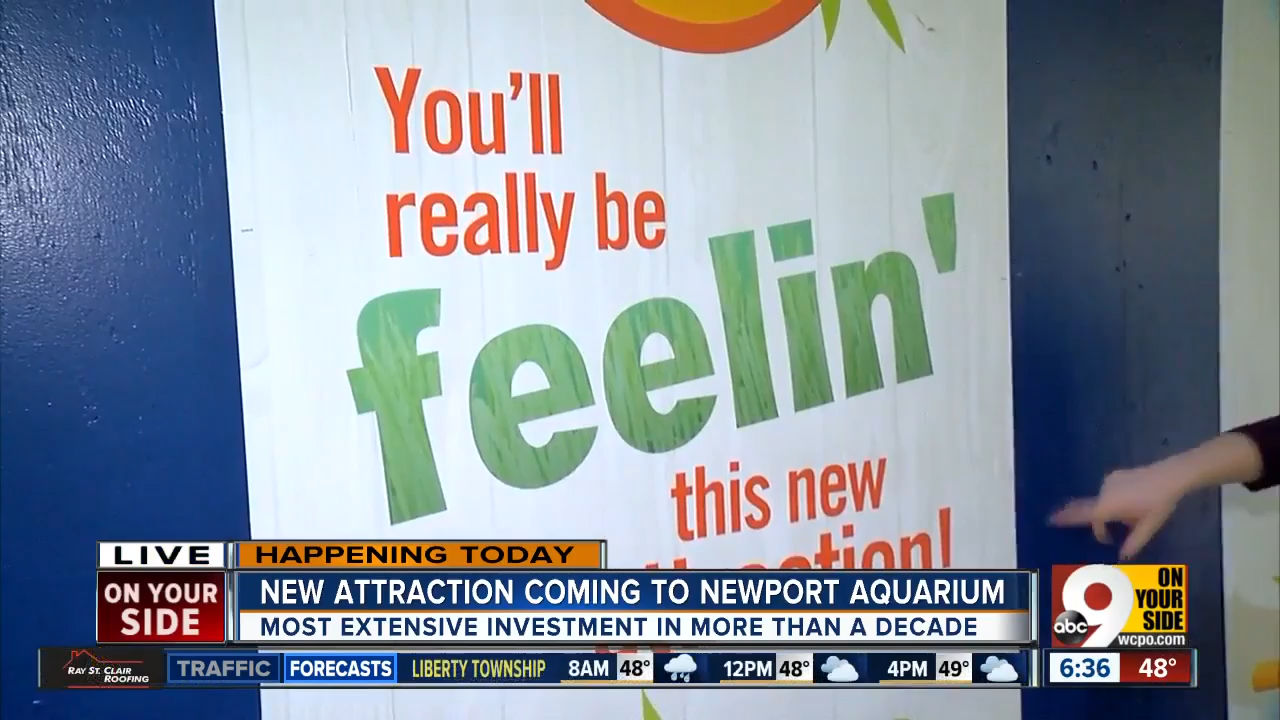 You'll
really be
feelin'
this new
attraction!
LIVE
HAPPENING TODAY
ON YOUR
SIDE
NEW ATTRACTION COMING TO NEWPORT AQUARIUM
MOST EXTENSIVE INVESTMENT IN MORE THAN A DECADE
abc 9 ON
YOUR
SIDE
wcpo.com
RAY ST. CLAIR
ROOFING
TRAFFIC FORECASTS LIBERTY TOWNSHIP 8AM 48° 12PM 48° 4PM 49°
6:36 48°